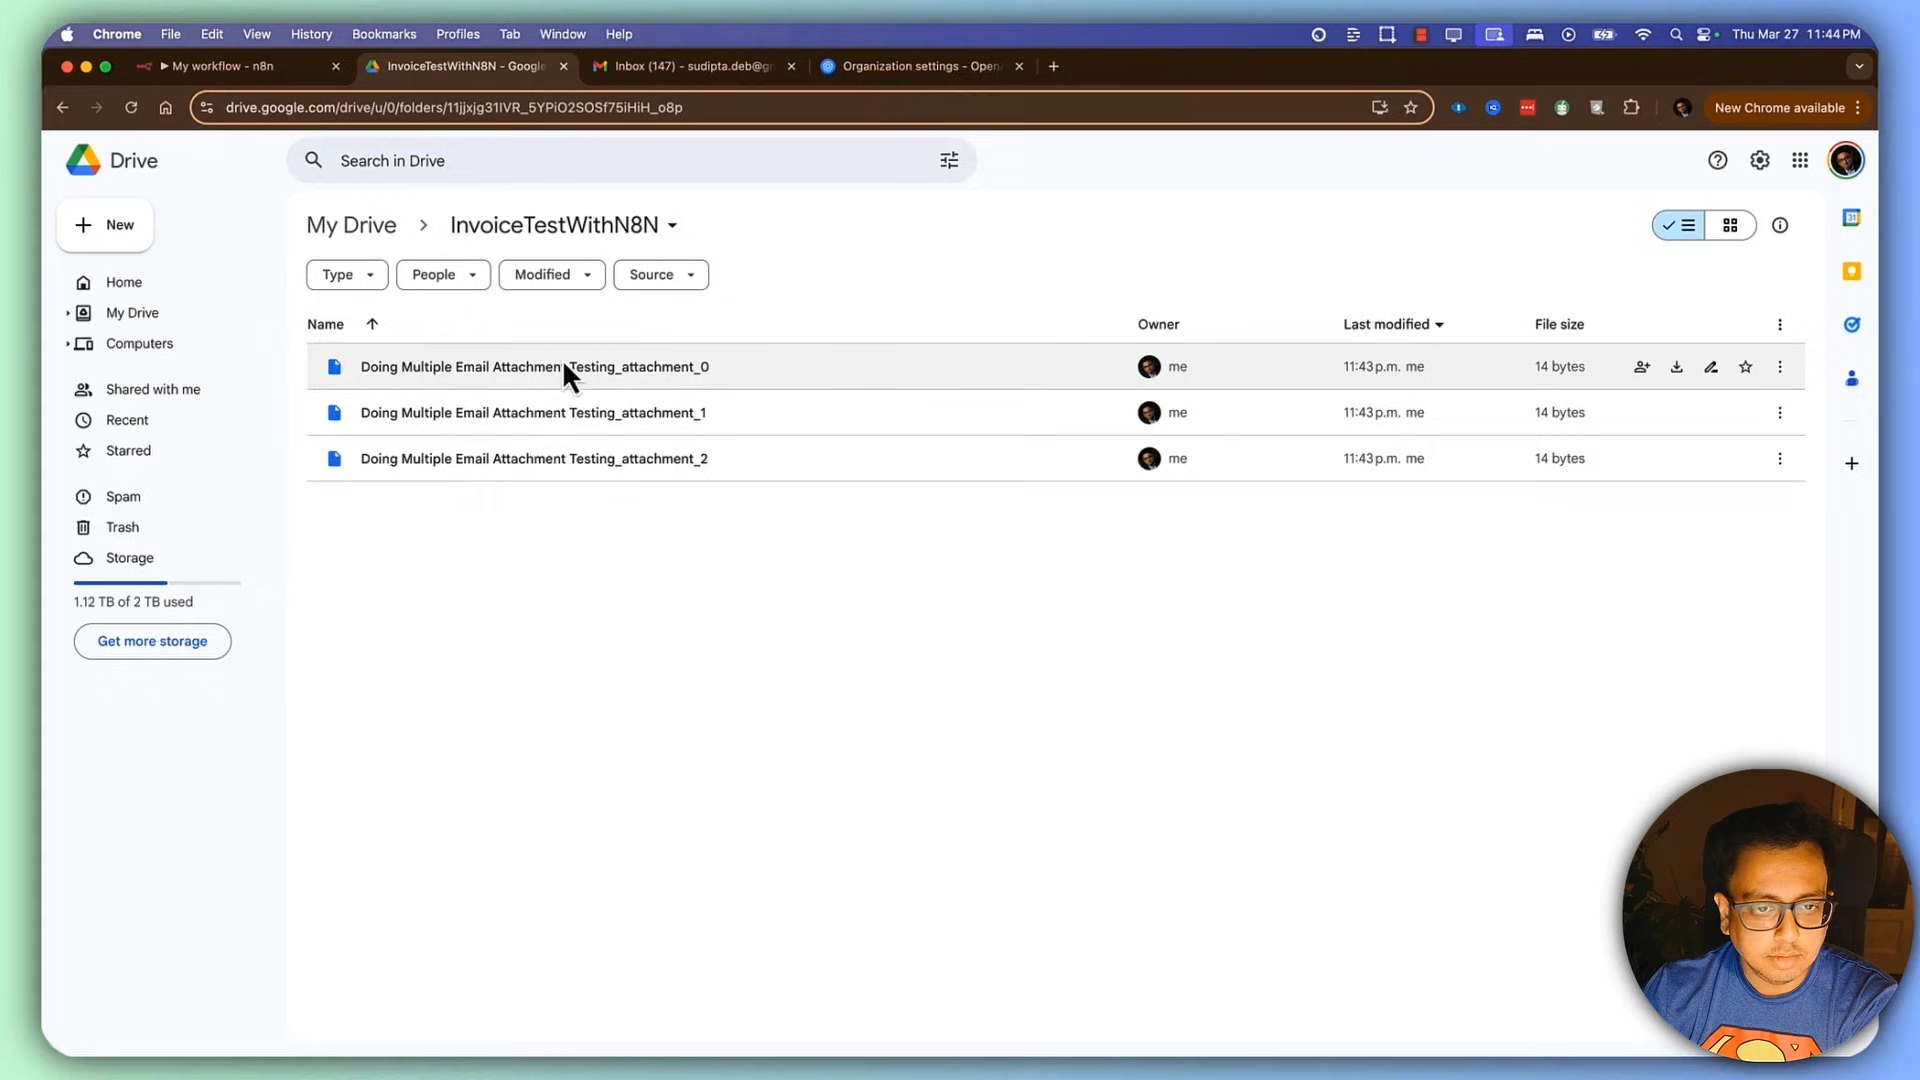 Chrome File Edit View History Bookmarks Profiles Tab Window Help Thu Mar 27 11:44 PM
My workflow - n8n InvoiceTestWithN8N - Google Inbox (147) - sudipta.deb@gn Organization settings - Open
drive.google.com/drive/u/0/folders/11jjxjg31IVR_5YPiO2SOSf75iHiH_o8p New Chrome available
Drive Search in Drive
New
My Drive InvoiceTestWithN8N
Type People Modified Source
Home
My Drive
Computers
Shared with me
Recent
Starred
Spam
Trash
Storage
1.12 TB of 2 TB used
Get more storage
Name Owner Last modified File size
Doing Multiple Email Attachment Testing_attachment_0 me 11:43 p.m. me 14 bytes
Doing Multiple Email Attachment Testing_attachment_1 me 11:43 p.m. me 14 bytes
Doing Multiple Email Attachment Testing_attachment_2 me 11:43 p.m. me 14 bytes
31